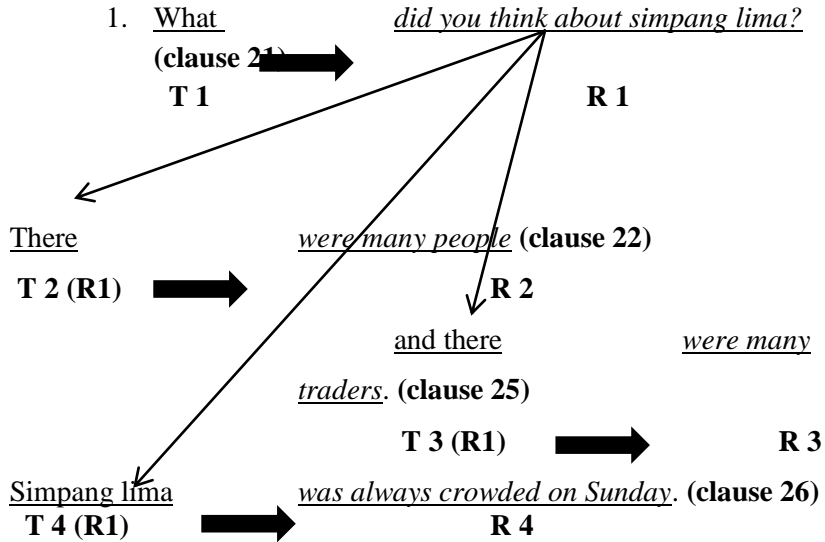 1. What did you think about simpang lima?
(clause 21)
T 1 R 1
There were many people (clause 22)
T 2 (R1) R 2
and there were many
traders. (clause 25)
T 3 (R1) R 3
Simpang lima was always crowded on Sunday. (clause 26)
T 4 (R1) R 4